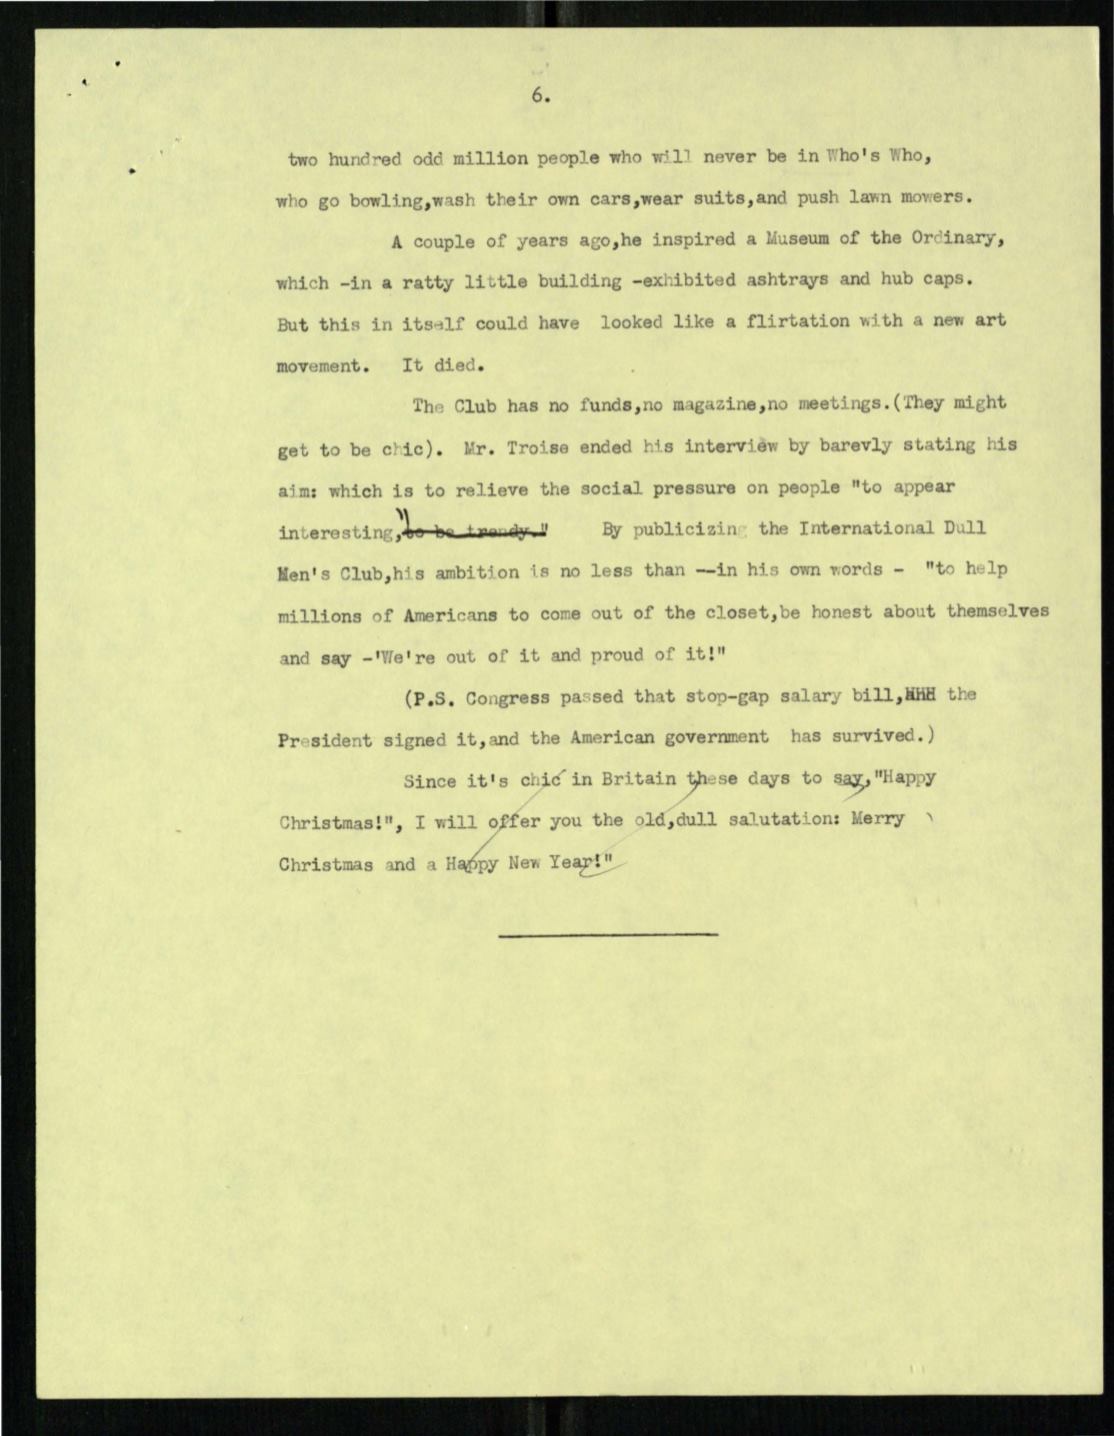 6.
two hundred odd million people who will never be in Who's Who,
who go bowling,wash their own cars,wear suits,and push lawn mowers.
A couple of years ago,he inspired a Museum of the Ordinary,
which -in a ratty little building -exhibited ashtrays and hub caps.
But this in itself could have looked like a flirtation with a new art
movement. It died.
The Club has no funds,no magazine,no meetings.(They might
get to be chic). Mr. Troise ended his interview by barevly stating his
aim: which is to relieve the social pressure on people "to appear
interesting," to be trendy." By publicizing the International Dull
Men's Club,his ambition is no less than --in his own words - "to help
millions of Americans to come out of the closet,be honest about themselves
and say -'We're out of it and proud of it!"
(P.S. Congress passed that stop-gap salary bill, the
President signed it,and the American government has survived.)
Since it's chic in Britain these days to say,"Happy
Christmas!", I will offer you the old,dull salutation: Merry
Christmas and a Happy New Year!"